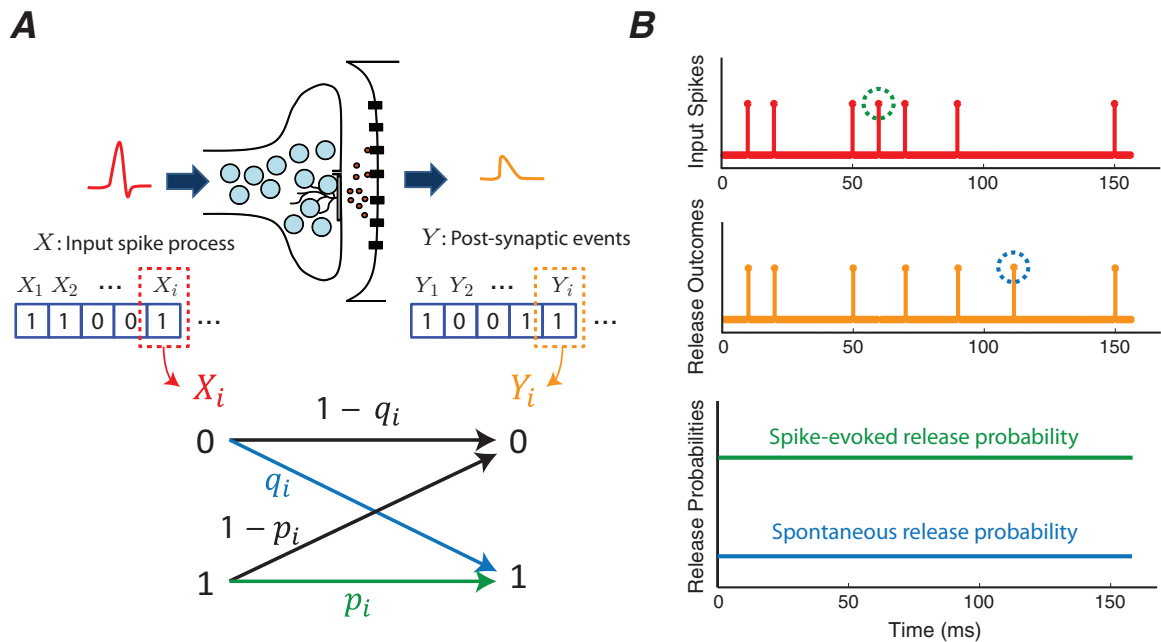 A
X: Input spike process
X₁ X₂ ... Xᵢ
1 1 0 0 1 ...
Y: Post-synaptic events
Y₁ Y₂ ... Yᵢ
1 0 0 1 1 ...
Xᵢ
Yᵢ
1 − qᵢ
0
0
qᵢ
1 − pᵢ
1
1
pᵢ
B
Input Spikes
0 50 100 150
Release Outcomes
0 50 100 150
Release Probabilities
Spike-evoked release probability
Spontaneous release probability
50 100 150
Time (ms)